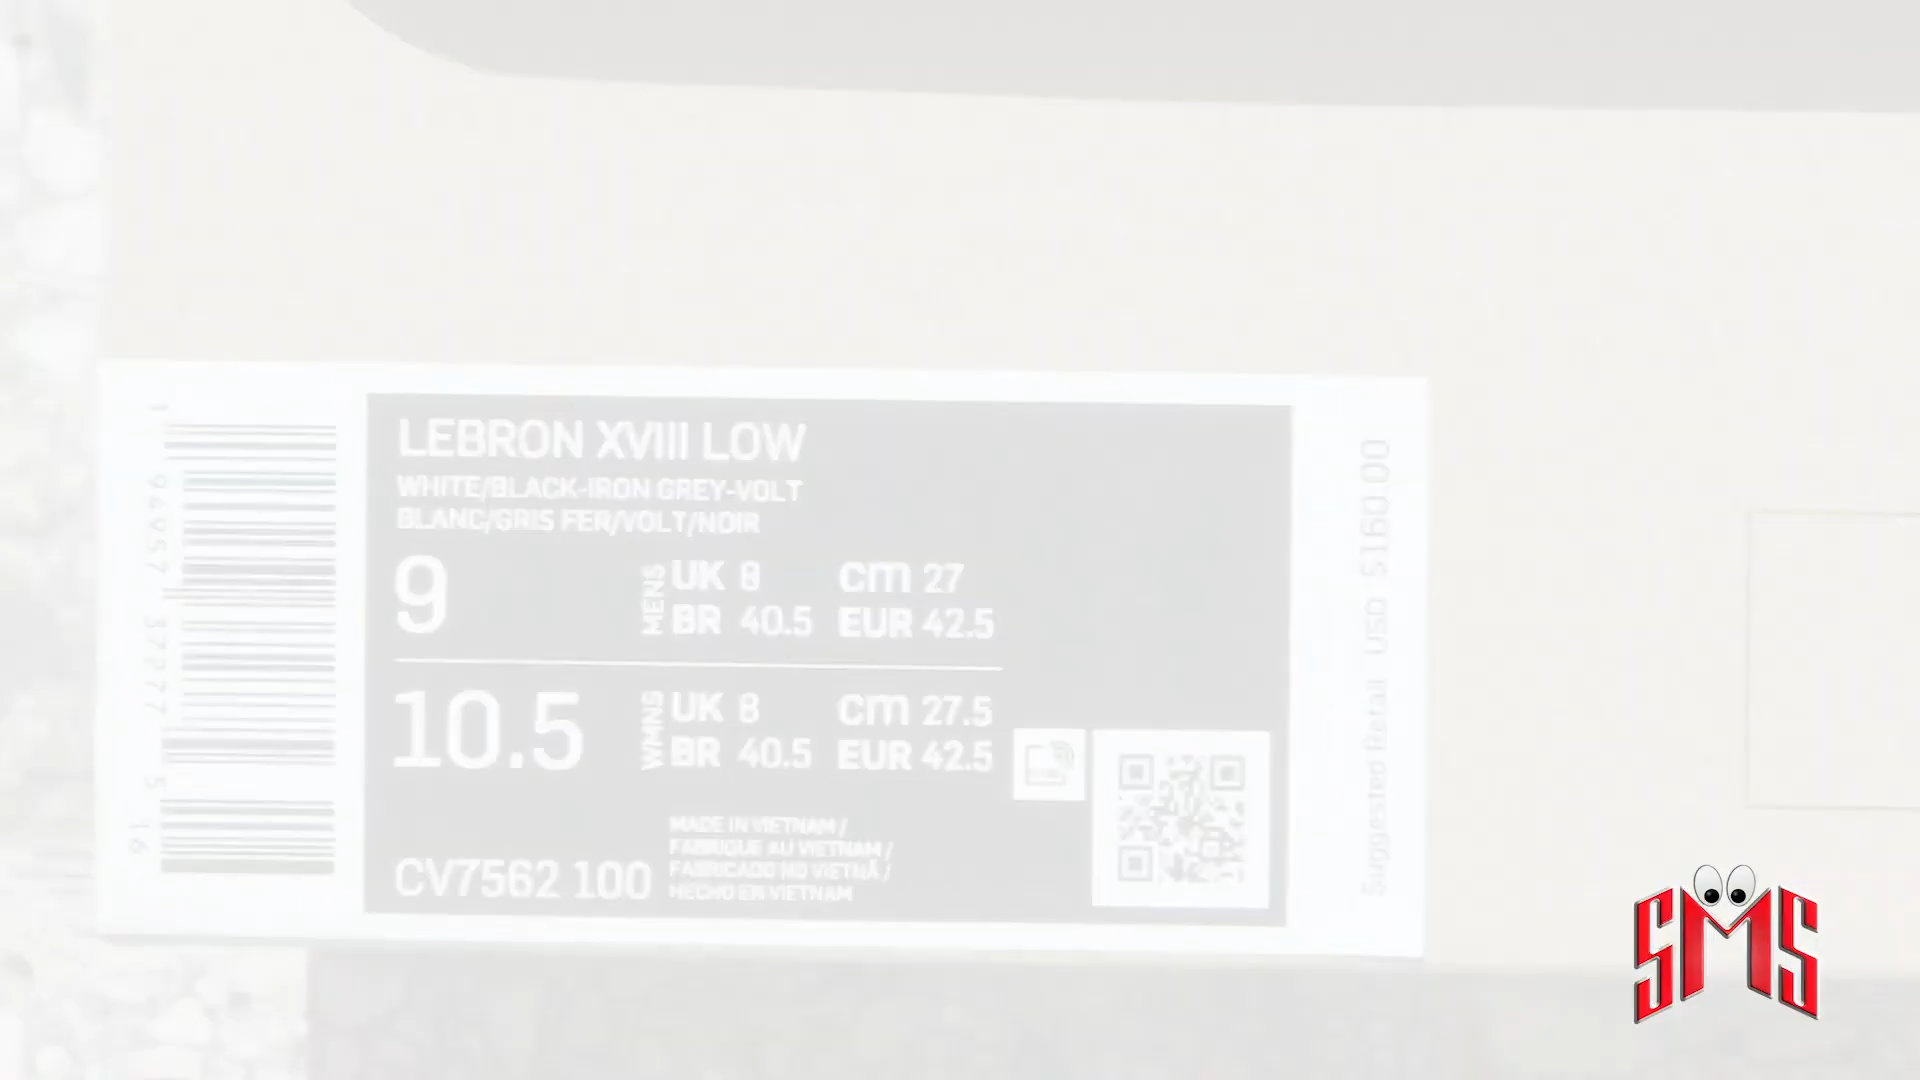 LEBRON XVIII LOW
WHITE/BLACK-IRON GREY-VOLT
BLANC/GRIS FER/VOLT/NOIR
9
MENS
UK 8 cm 27
BR 40.5 EUR 42.5
10.5
WMNS
UK 8 cm 27.5
BR 40.5 EUR 42.5
CV7562 100
MADE IN VIETNAM /
FABRIQUE AU VIETNAM /
FABRICADO NO VIETNÃ /
HECHO EN VIETNAM
Suggested Retail USD $160.00
SMS